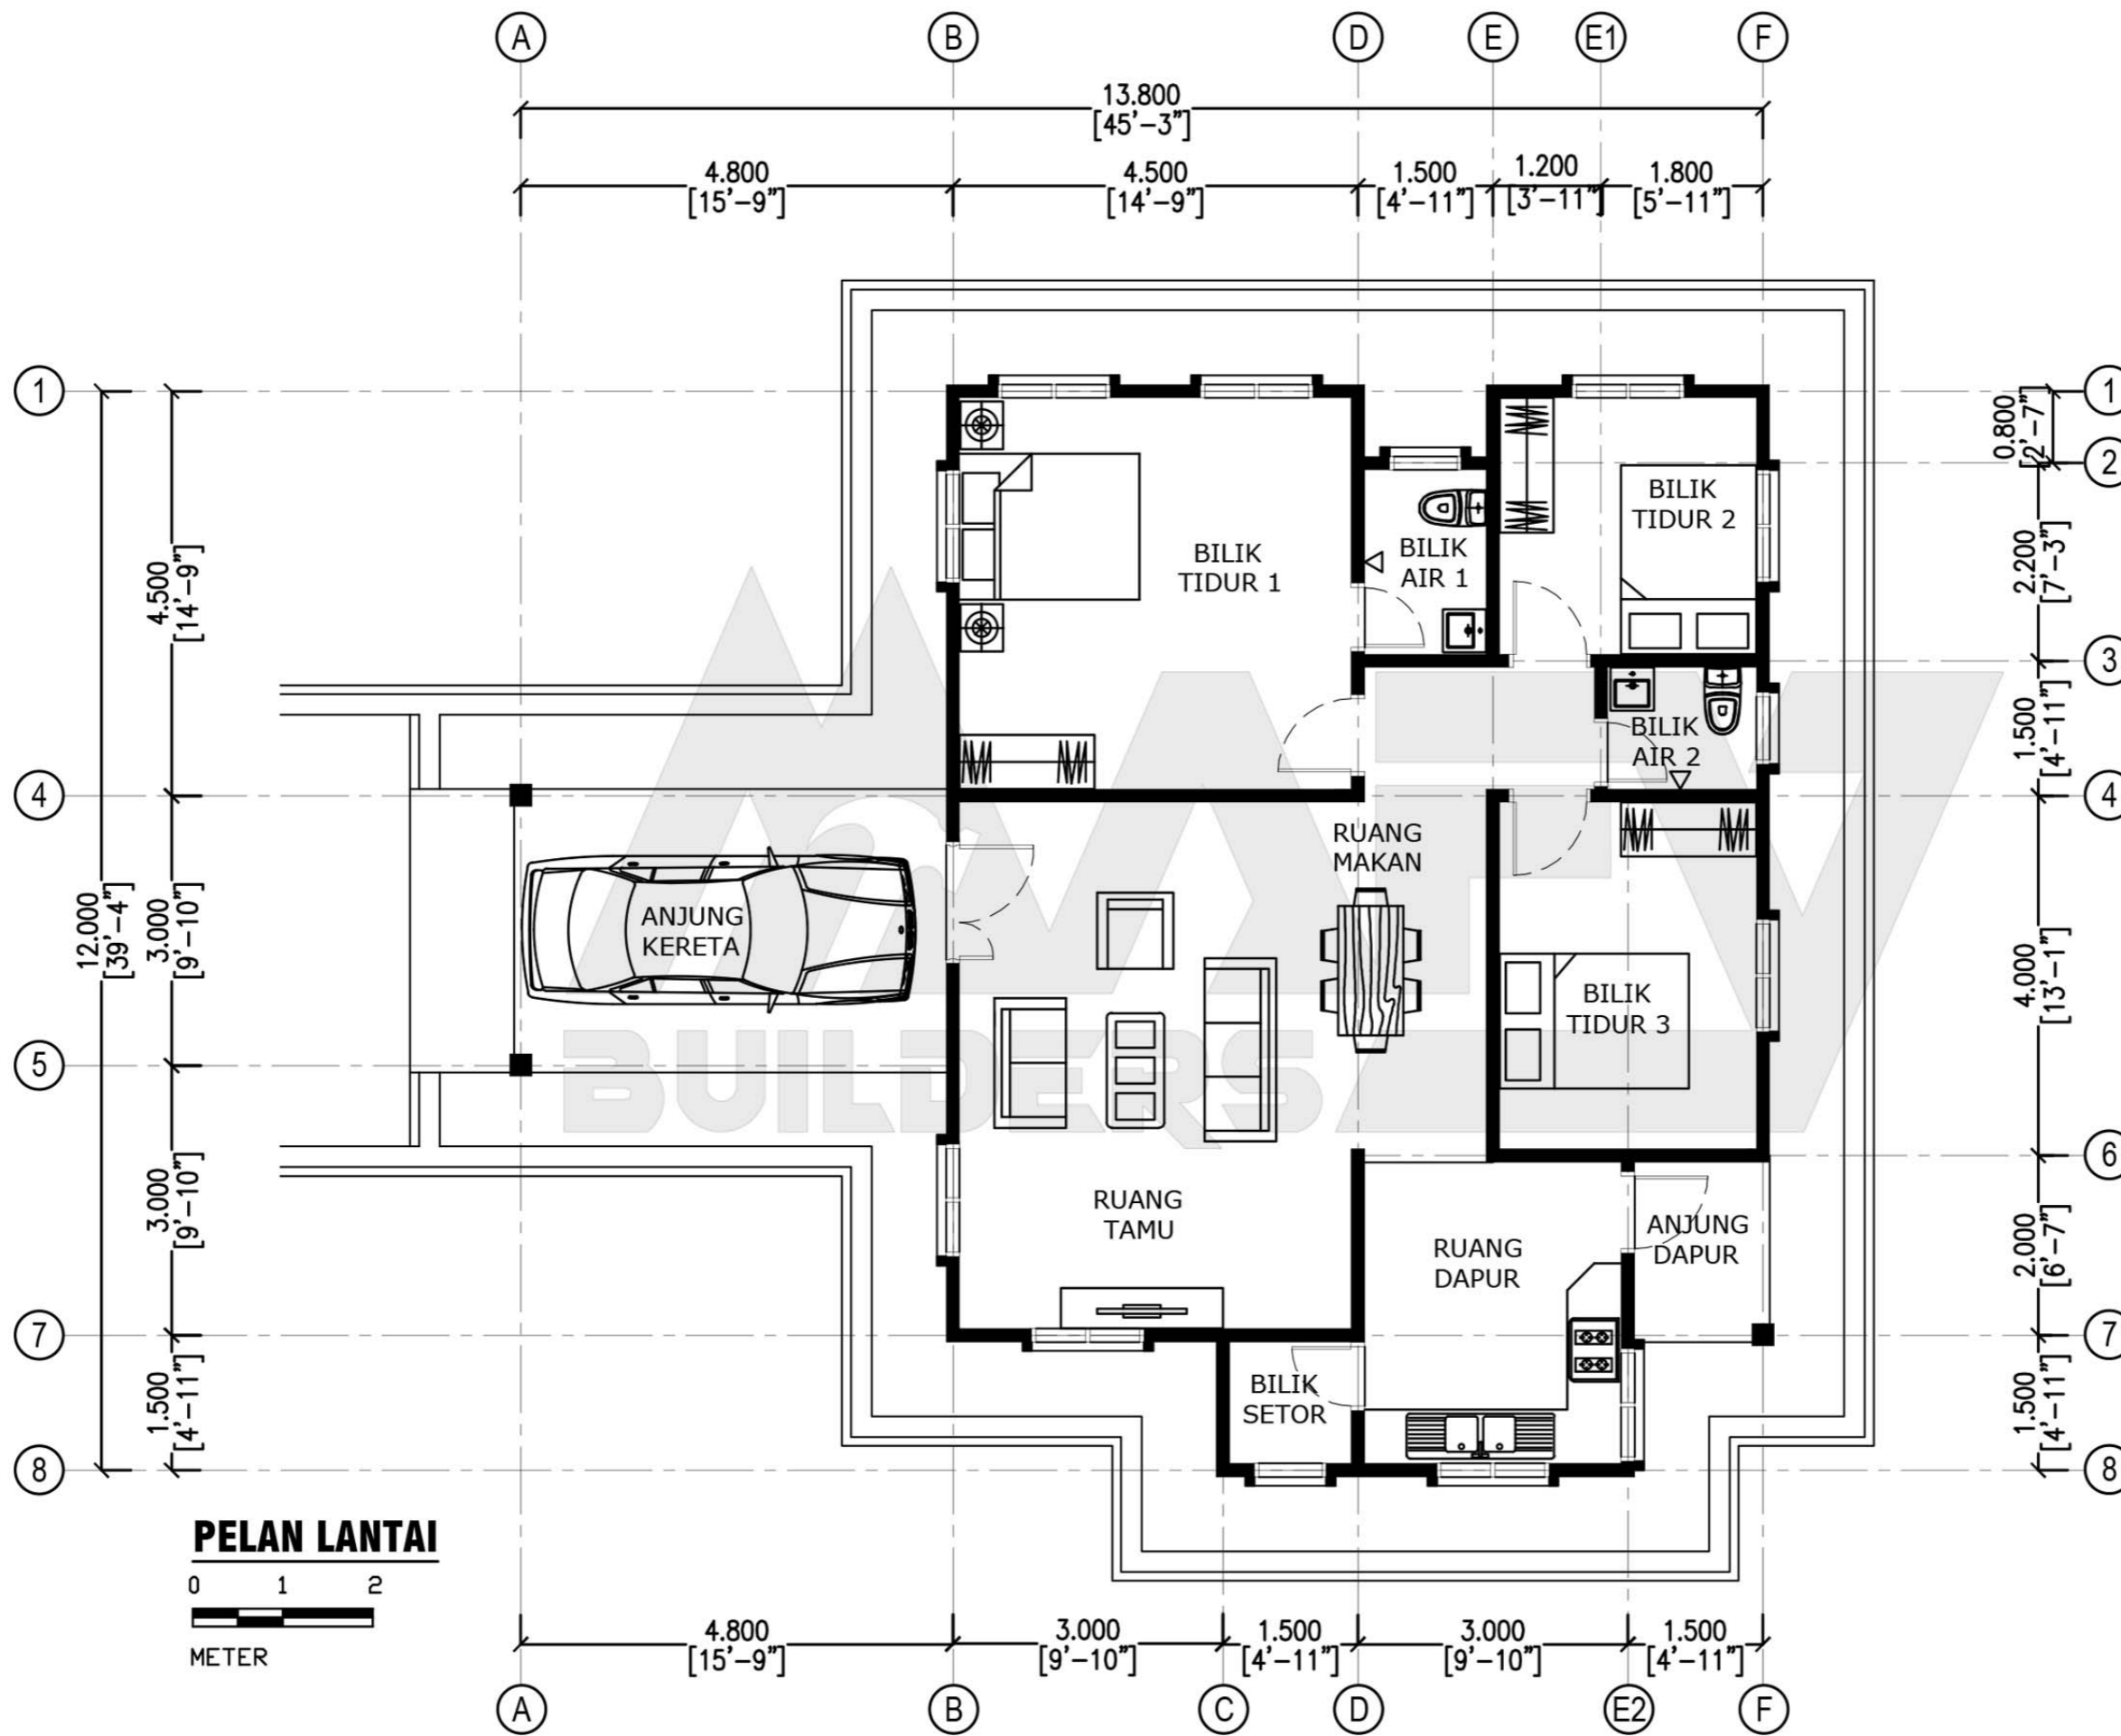 A B D E E1 F
13.800
[45'-3"]
4.800 4.500 1.500 1.200 1.800
[15'-9"] [14'-9"] [4'-11"] [3'-11"] [5'-11"]
1 1
0.800
[2'-7"]
2
BILIK
TIDUR 2
BILIK
TIDUR 1
BILIK
AIR 1
4.500
[14'-9"]
2.200
[7'-3"]
3
BILIK
AIR 2
1.500
[4'-11"]
4 4
RUANG
MAKAN
ANJUNG
KERETA
12.000
[39'-4"]
3.000
[9'-10"]
BILIK
TIDUR 3
4.000
[13'-1"]
BUILDERS
5
6
RUANG
TAMU
RUANG
DAPUR
ANJUNG
DAPUR
3.000
[9'-10"]
2.000
[6'-7"]
7 7
BILIK
SETOR
1.500
[4'-11"]
1.500
[4'-11"]
8 8
PELAN LANTAI
0 1 2
METER
4.800 3.000 1.500 3.000 1.500
[15'-9"] [9'-10"] [4'-11"] [9'-10"] [4'-11"]
A B C D E2 F